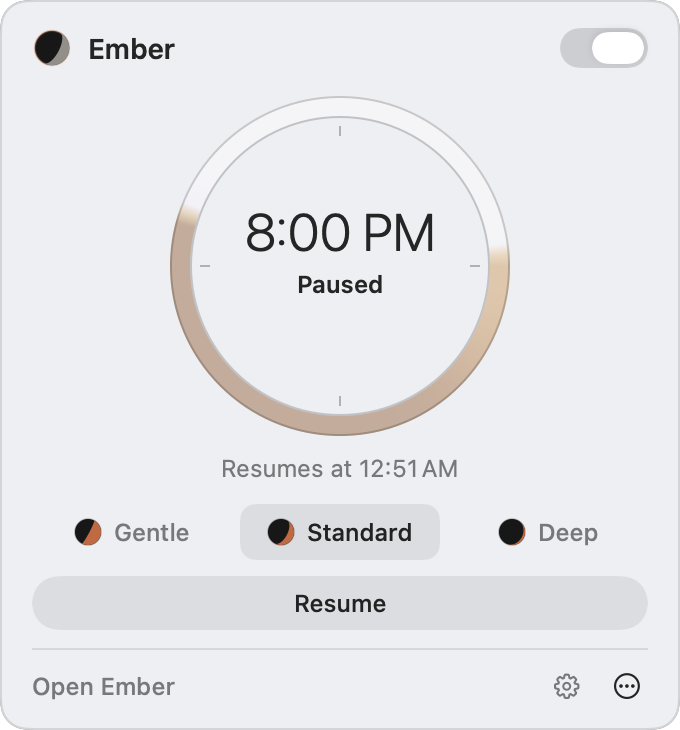 Ember
8:00 PM
Paused
Resumes at 12:51 AM
Gentle
Standard
Deep
Resume
Open Ember